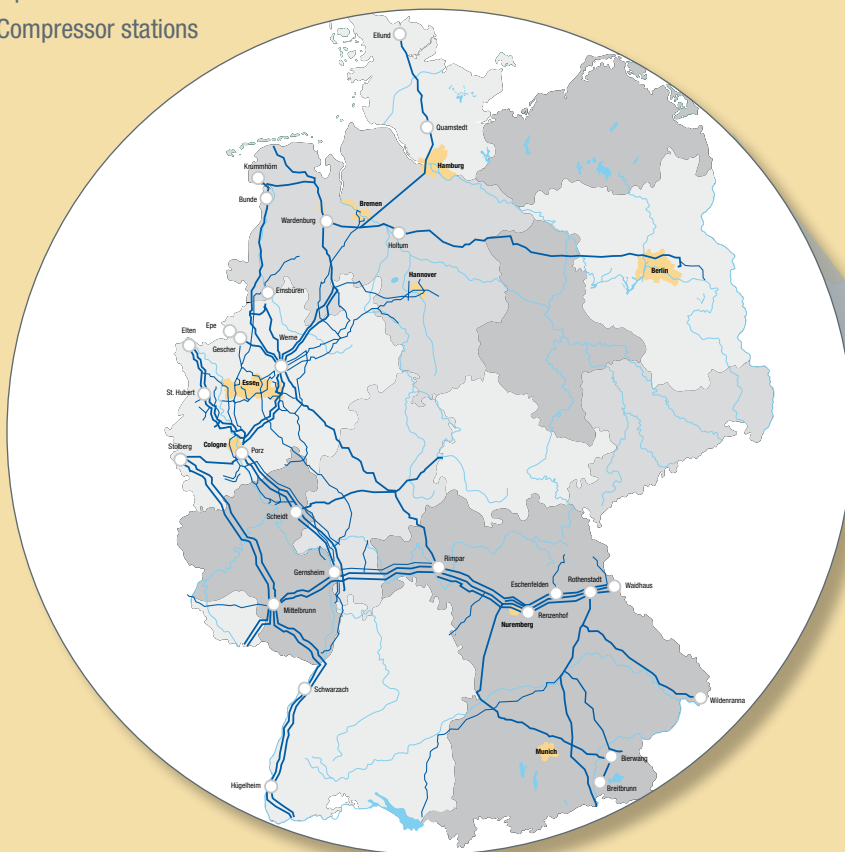 Compressor stations
Ellund
Quarnstedt
Hamburg
Krummhörn
Bunde
Bremen
Wardenburg
Holtum
Hannover
Berlin
Emsbüren
Epe
Elten
Werne
Gescher
Essen
St. Hubert
Cologne
Porz
Stolberg
Scheidt
Gernsheim
Rimpar
Eschenfelden
Rothenstadt
Waidhaus
Mittelbrunn
Nuremberg
Renzenhof
Schwarzach
Wildenranna
Munich
Bierwang
Hügelheim
Breitbrunn